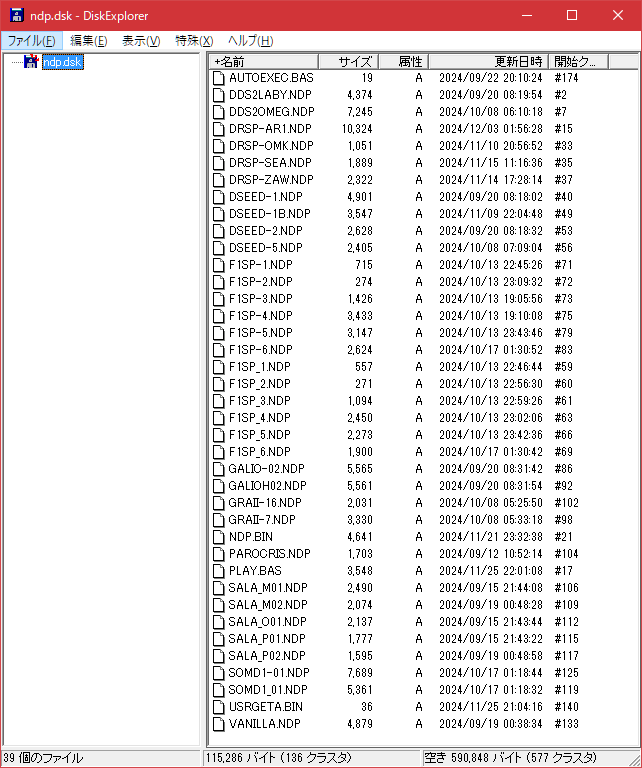 ndp.dsk - DiskExplorer
ファイル(F) 編集(E) 表示(V) 特殊(X) ヘルプ(H)
ndp.dsk
+名前 サイズ 属性 更新日時 開始ク...
AUTOEXEC.BAS 19 A 2024/09/22 20:10:24 #174
DDS2LABY.NDP 4,374 A 2024/09/20 08:19:54 #2
DDS2OMEG.NDP 7,245 A 2024/10/08 06:10:18 #7
DRSP-AR1.NDP 10,324 A 2024/12/03 01:56:28 #15
DRSP-OMK.NDP 1,051 A 2024/11/10 20:56:52 #33
DRSP-SEA.NDP 1,889 A 2024/11/15 11:16:36 #35
DRSP-ZAW.NDP 2,322 A 2024/11/14 17:28:14 #37
DSEED-1.NDP 4,901 A 2024/09/20 08:18:02 #40
DSEED-1B.NDP 3,547 A 2024/11/09 22:04:48 #49
DSEED-2.NDP 2,628 A 2024/09/20 08:18:32 #53
DSEED-5.NDP 2,405 A 2024/10/08 07:09:04 #56
F1SP-1.NDP 715 A 2024/10/13 22:45:26 #71
F1SP-2.NDP 274 A 2024/10/13 23:09:32 #72
F1SP-3.NDP 1,426 A 2024/10/13 19:05:56 #73
F1SP-4.NDP 3,433 A 2024/10/13 19:10:08 #75
F1SP-5.NDP 3,147 A 2024/10/13 23:43:46 #79
F1SP-6.NDP 2,624 A 2024/10/17 01:30:52 #83
F1SP_1.NDP 557 A 2024/10/13 22:46:44 #59
F1SP_2.NDP 271 A 2024/10/13 22:56:30 #60
F1SP_3.NDP 1,094 A 2024/10/13 22:59:26 #61
F1SP_4.NDP 2,450 A 2024/10/13 23:02:06 #63
F1SP_5.NDP 2,273 A 2024/10/13 23:42:36 #66
F1SP_6.NDP 1,900 A 2024/10/17 01:30:42 #69
GALIO-02.NDP 5,565 A 2024/09/20 08:31:42 #86
GALIOH02.NDP 5,561 A 2024/09/20 08:31:54 #92
GRAII-16.NDP 2,031 A 2024/10/08 05:25:50 #102
GRAII-7.NDP 3,330 A 2024/10/08 05:33:18 #98
NDP.BIN 4,641 A 2024/11/21 23:32:38 #21
PAROCRIS.NDP 1,703 A 2024/09/12 10:52:14 #104
PLAY.BAS 3,548 A 2024/11/25 22:01:08 #17
SALA_M01.NDP 2,490 A 2024/09/15 21:44:08 #106
SALA_M02.NDP 2,074 A 2024/09/19 00:48:28 #109
SALA_O01.NDP 2,137 A 2024/09/15 21:43:44 #112
SALA_P01.NDP 1,777 A 2024/09/15 21:43:22 #115
SALA_P02.NDP 1,595 A 2024/09/19 00:48:58 #117
SOMD1-01.NDP 7,689 A 2024/10/17 01:18:44 #125
SOMD1_01.NDP 5,361 A 2024/10/17 01:18:32 #119
USRGETA.BIN 36 A 2024/11/25 21:04:16 #140
VANILLA.NDP 4,879 A 2024/09/19 00:38:34 #133
39 個のファイル 115,286 バイト (136 クラスタ) 空き 590,848 バイト (577 クラスタ)